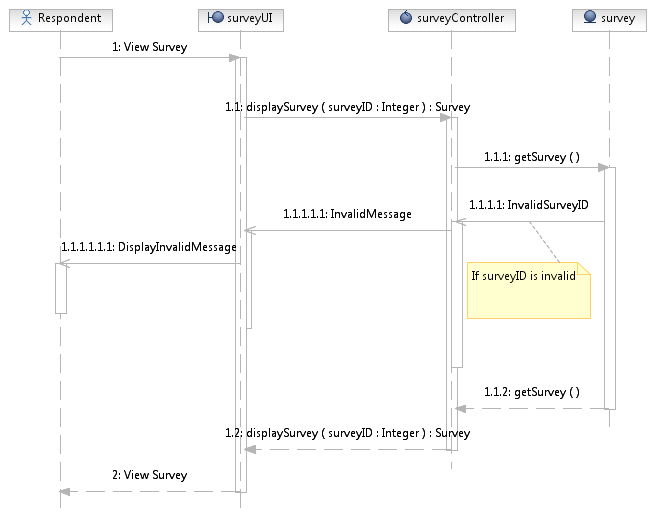 Respondent
surveyUI
surveyController
survey
1: View Survey
1.1: displaySurvey ( surveyID : Integer ) : Survey
1.1.1: getSurvey ( )
1.1.1.1: InvalidSurveyID
1.1.1.1.1: InvalidMessage
1.1.1.1.1.1: DisplayInvalidMessage
If surveyID is invalid
1.1.2: getSurvey ( )
1.2: displaySurvey ( surveyID : Integer ) : Survey
2: View Survey